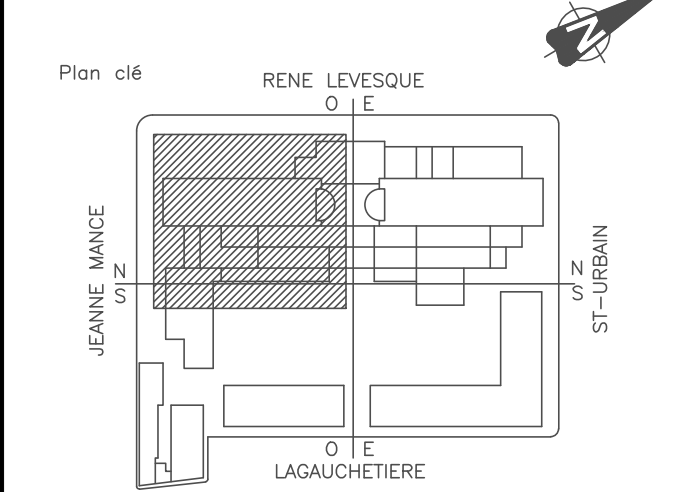 N
Plan clé
RENE LEVESQUE
O E
JEANNE MANCE
N
S
N
S
ST-URBAIN
O E
LAGAUCHETIERE